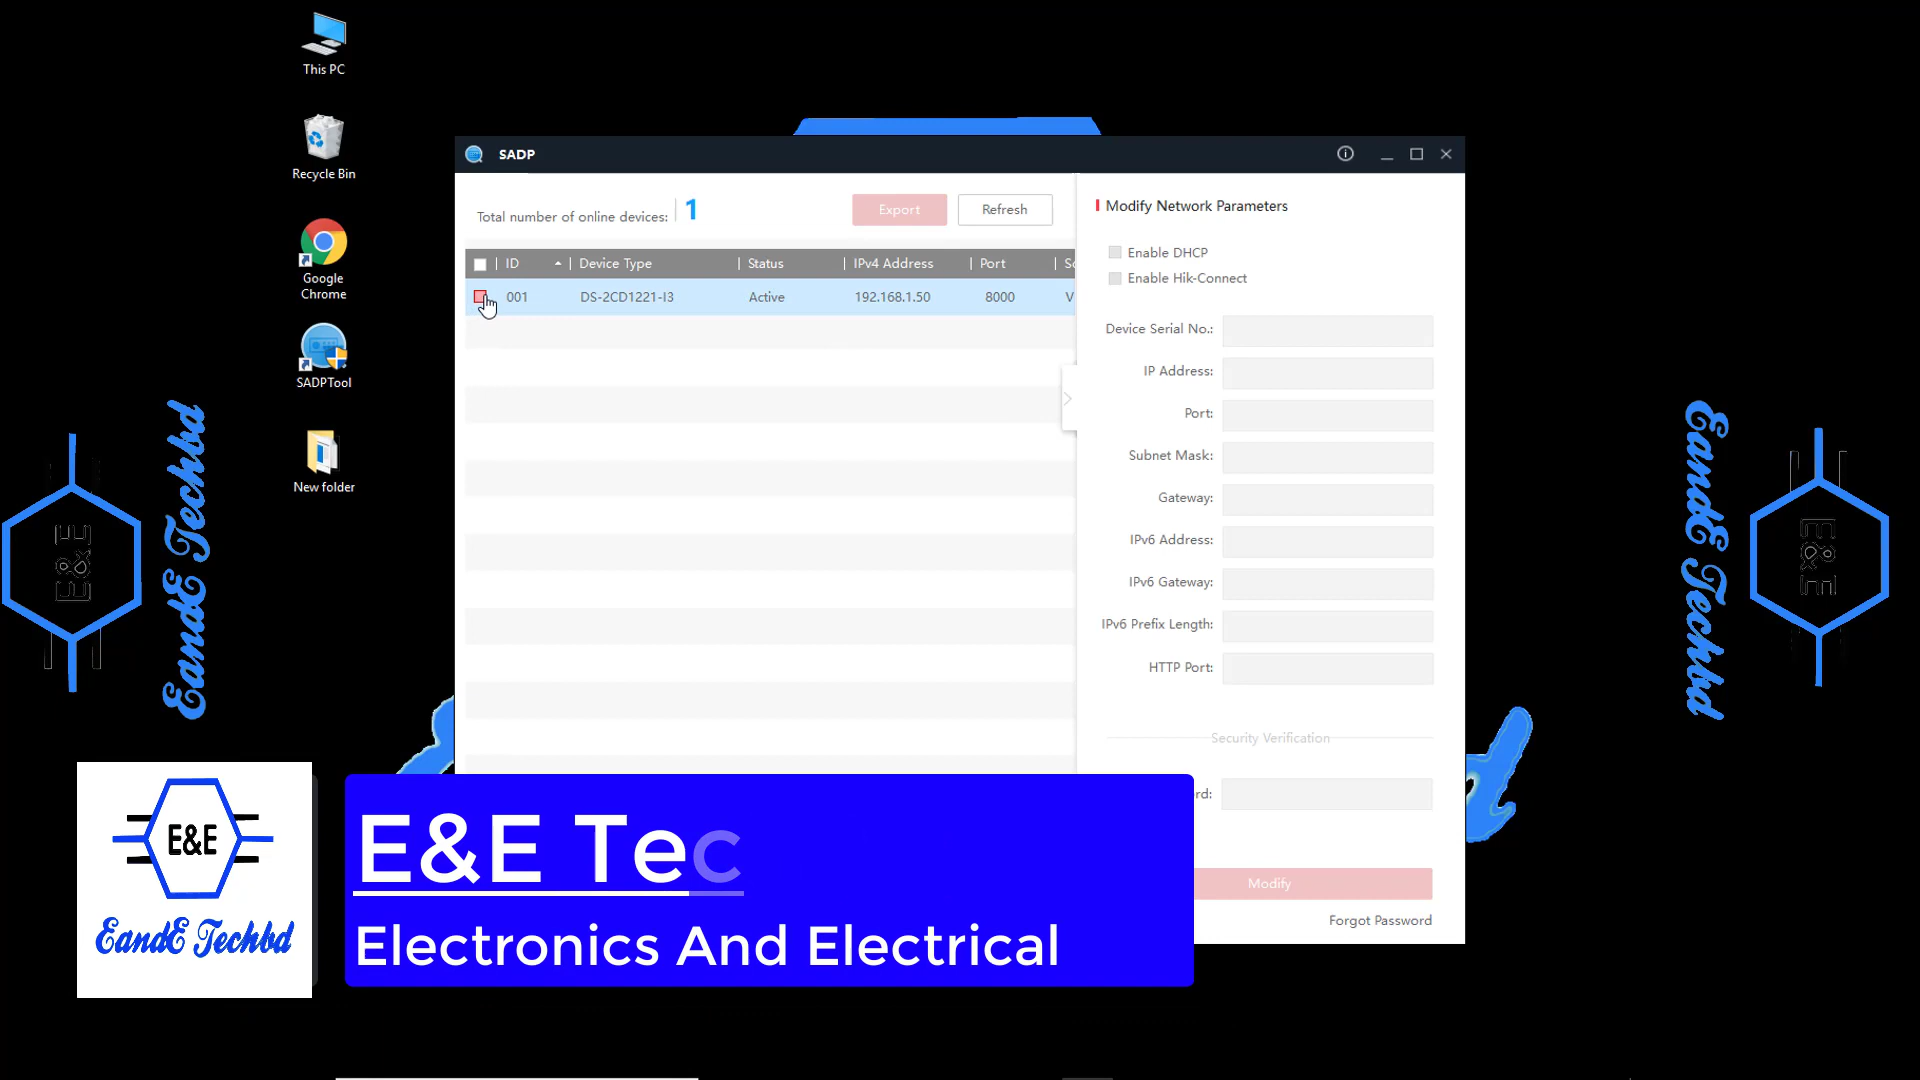 This PC
Recycle Bin
Google
Chrome
SADPTool
New folder
E&E
EandE Techbd
SADP
Total number of online devices: 1
Export
Refresh
ID
Device Type
Status
IPv4 Address
Port
001
DS-2CD1221-I3
Active
192.168.1.50
8000
V
Modify Network Parameters
Enable DHCP
Enable Hik-Connect
Device Serial No.:
IP Address:
Port:
Subnet Mask:
Gateway:
IPv6 Address:
IPv6 Gateway:
IPv6 Prefix Length:
HTTP Port:
Security Verification
rd:
Modify
Forgot Password
EandE Techbd
E&E
E&E
EandE Techbd
E&E Tec
Electronics And Electrical